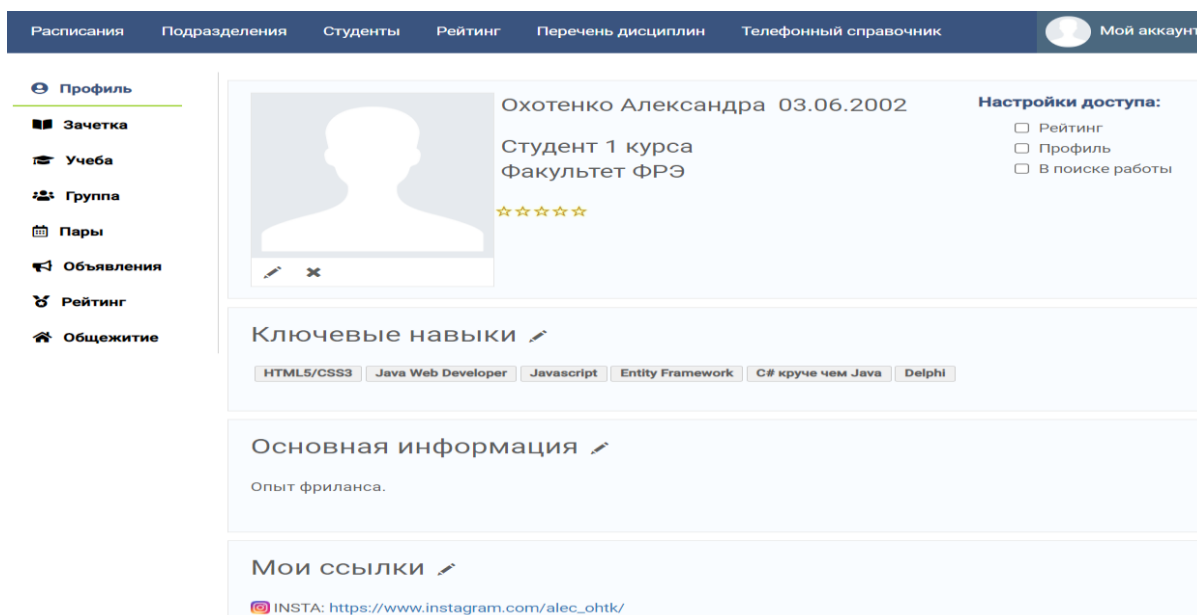 Расписания Подразделения Студенты Рейтинг Перечень дисциплин Телефонный справочник Мой аккаунт
Профиль
Зачетка
Учеба
Группа
Пары
Объявления
Рейтинг
Общежитие
Охотенко Александра 03.06.2002
Студент 1 курса
Факультет ФРЭ
Настройки доступа:
Рейтинг
Профиль
В поиске работы
Ключевые навыки
HTML5/CSS3 Java Web Developer Javascript Entity Framework C# круче чем Java Delphi
Основная информация
Опыт фриланса.
Мои ссылки
INSTA: https://www.instagram.com/alec_ohtk/